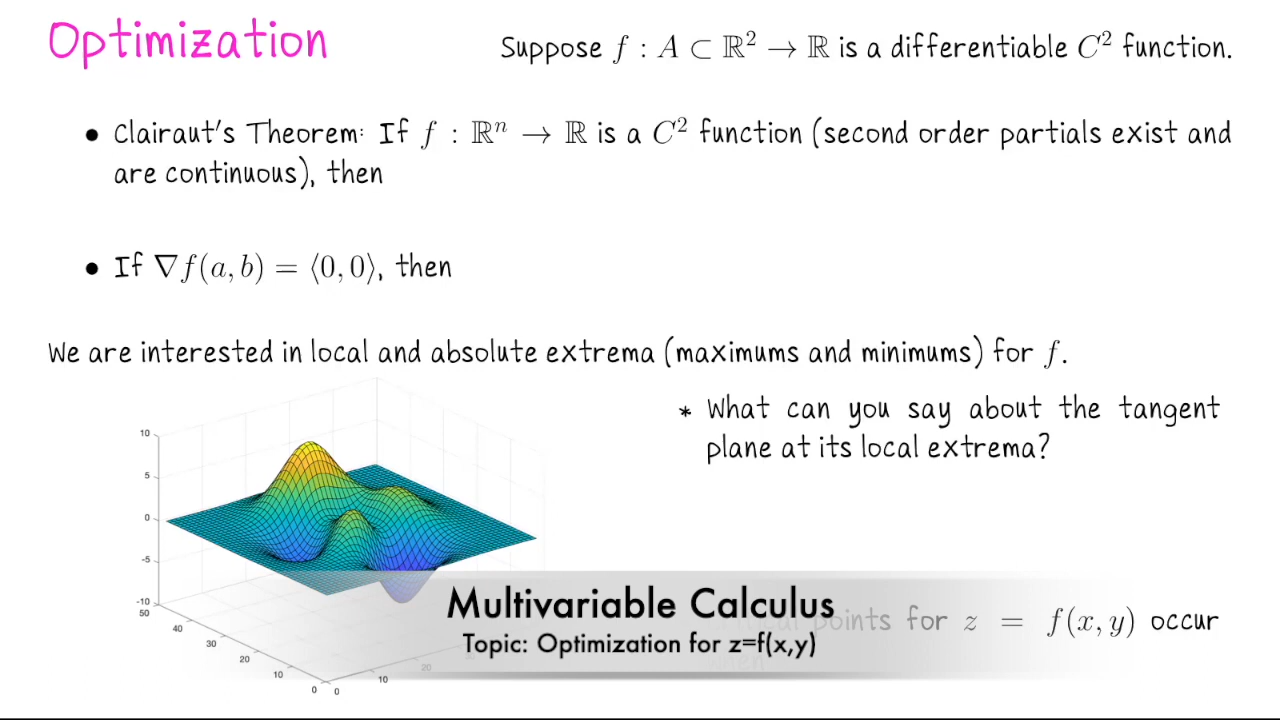 Optimization
Suppose f : A ⊂ ℝ² → ℝ is a differentiable C² function.
• Clairaut's Theorem: If f : ℝⁿ → ℝ is a C² function (second order partials exist and
are continuous), then
• If ∇f(a, b) = ⟨0, 0⟩, then
We are interested in local and absolute extrema (maximums and minimums) for f.
* What can you say about the tangent
plane at its local extrema?
10
5
0
-5
-10
50
40
30
20
10
0
0
10
20
Multivariable Calculus
Topic: Optimization for z=f(x,y)
points for z = f(x, y) occur
when